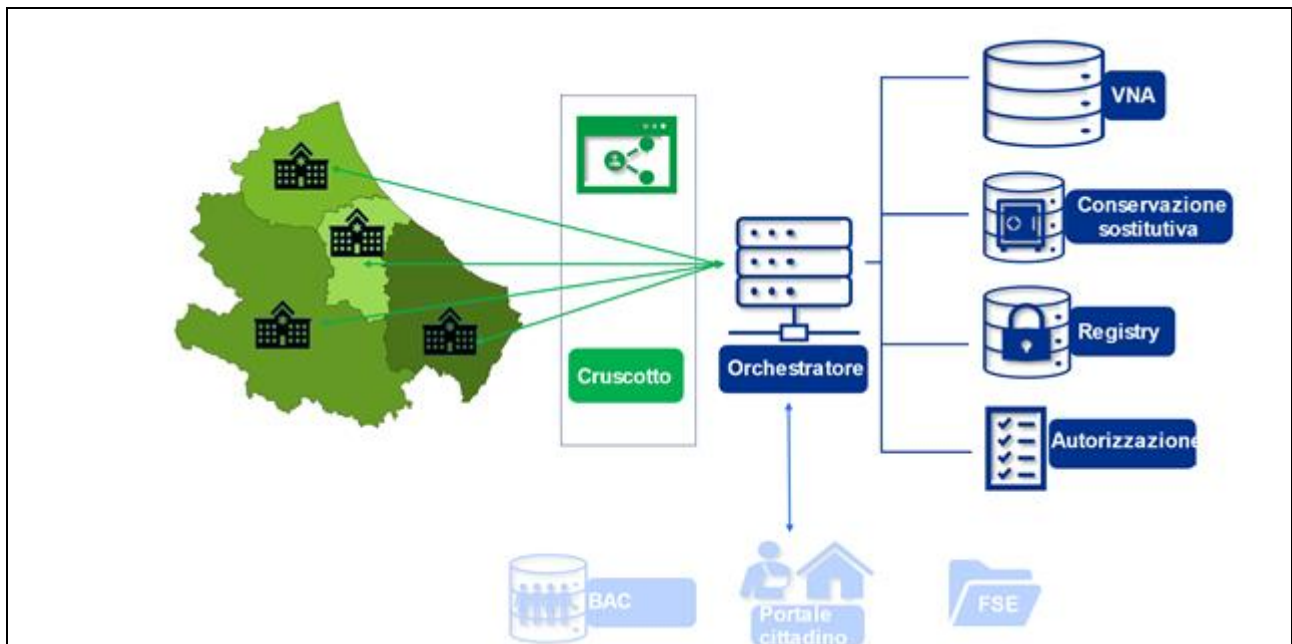 VNA
Conservazione
sostitutiva
Registry
Autorizzazione
Cruscotto
Orchestratore
BAC
Portale
cittadino
FSE